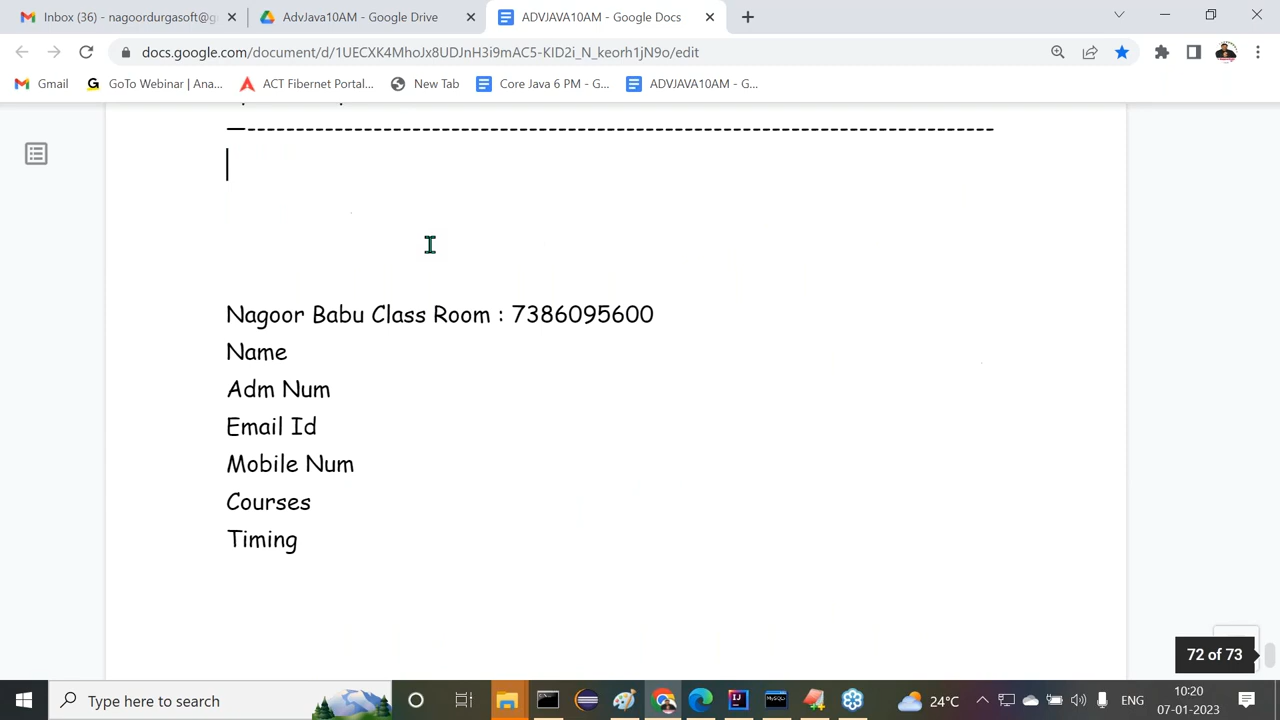 Inbox (36) - nagoordurgasoft@g
AdvJava10AM - Google Drive
ADVJAVA10AM - Google Docs
docs.google.com/document/d/1UECXK4MhoJx8UDJnH3i9mAC5-KID2i_N_keorh1jN9o/edit
Gmail
GoTo Webinar | Ana...
ACT Fibernet Portal...
New Tab
Core Java 6 PM - G...
ADVJAVA10AM - G...
—-----------------------------------------------------------------------------
Nagoor Babu Class Room : 7386095600
Name
Adm Num
Email Id
Mobile Num
Courses
Timing
72 of 73
Type here to search
24°C
ENG
10:20
07-01-2023